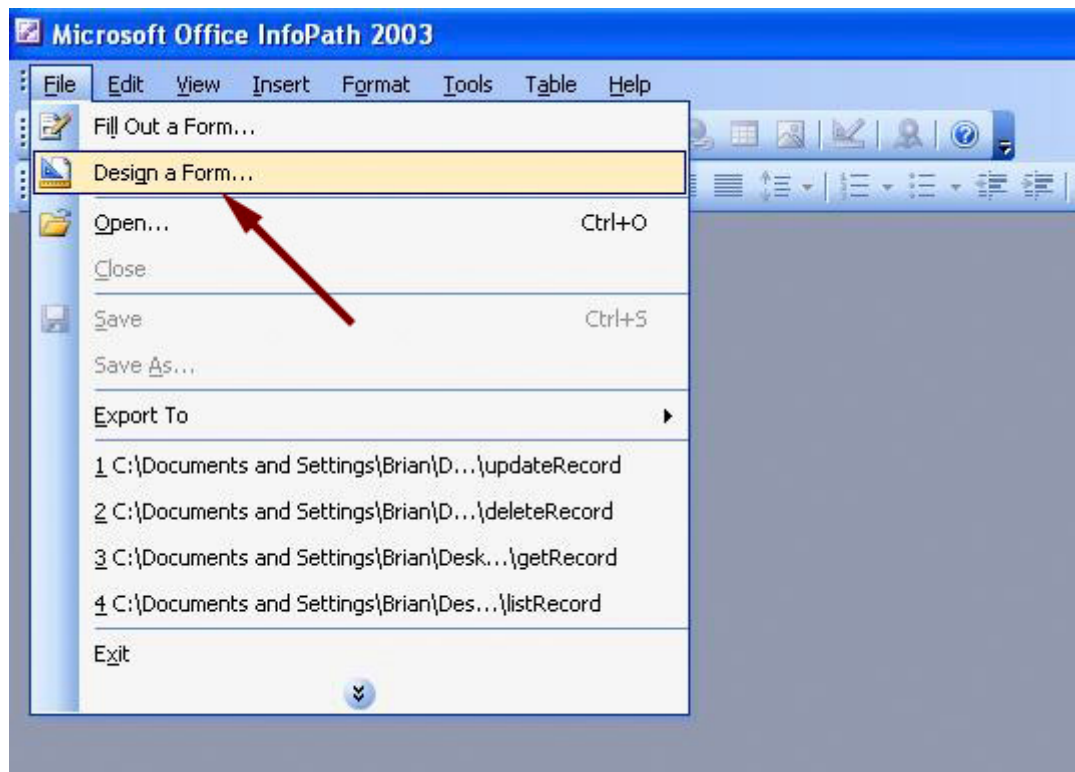 Microsoft Office InfoPath 2003
File Edit View Insert Format Tools Table Help
Fill Out a Form...
Design a Form...
Open... Ctrl+O
Close
Save Ctrl+S
Save As...
Export To
1 C:\Documents and Settings\Brian\D...\updateRecord
2 C:\Documents and Settings\Brian\D...\deleteRecord
3 C:\Documents and Settings\Brian\Desk...\getRecord
4 C:\Documents and Settings\Brian\Des...\listRecord
Exit